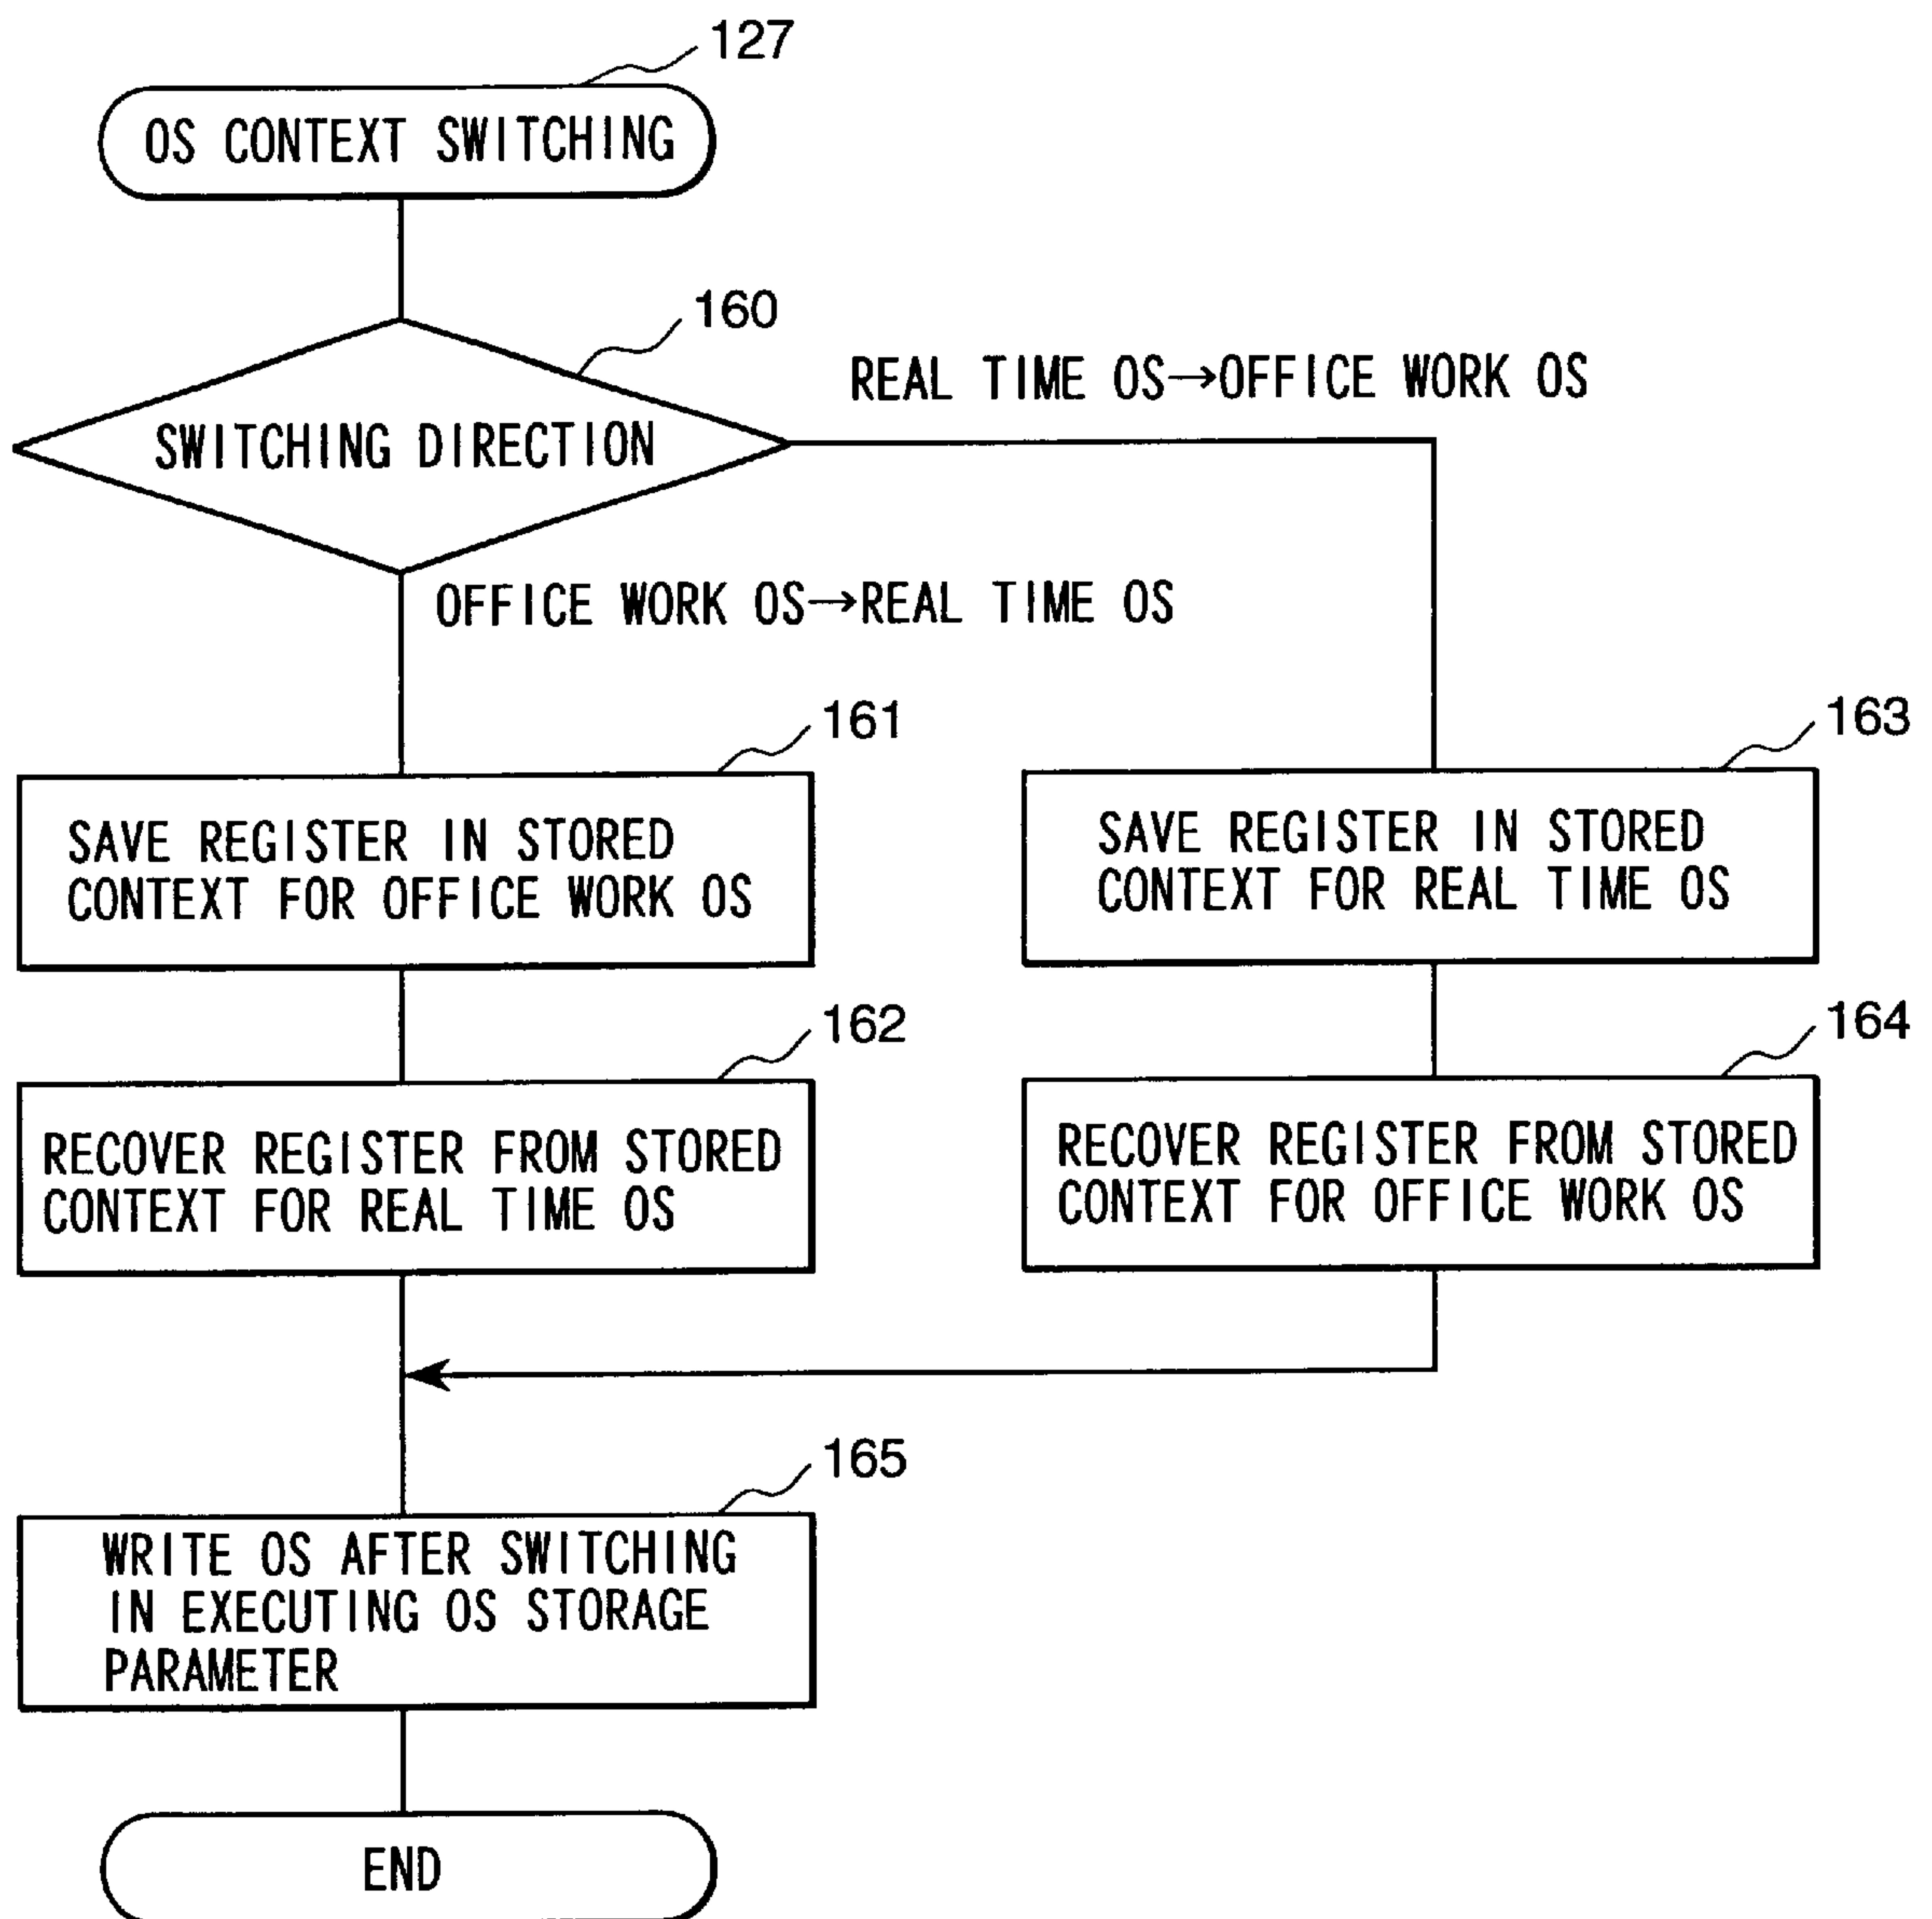 127
OS CONTEXT SWITCHING
160
REAL TIME OS→OFFICE WORK OS
SWITCHING DIRECTION
OFFICE WORK OS→REAL TIME OS
161
SAVE REGISTER IN STORED
CONTEXT FOR OFFICE WORK OS
163
SAVE REGISTER IN STORED
CONTEXT FOR REAL TIME OS
162
RECOVER REGISTER FROM STORED
CONTEXT FOR REAL TIME OS
164
RECOVER REGISTER FROM STORED
CONTEXT FOR OFFICE WORK OS
165
WRITE OS AFTER SWITCHING
IN EXECUTING OS STORAGE
PARAMETER
END